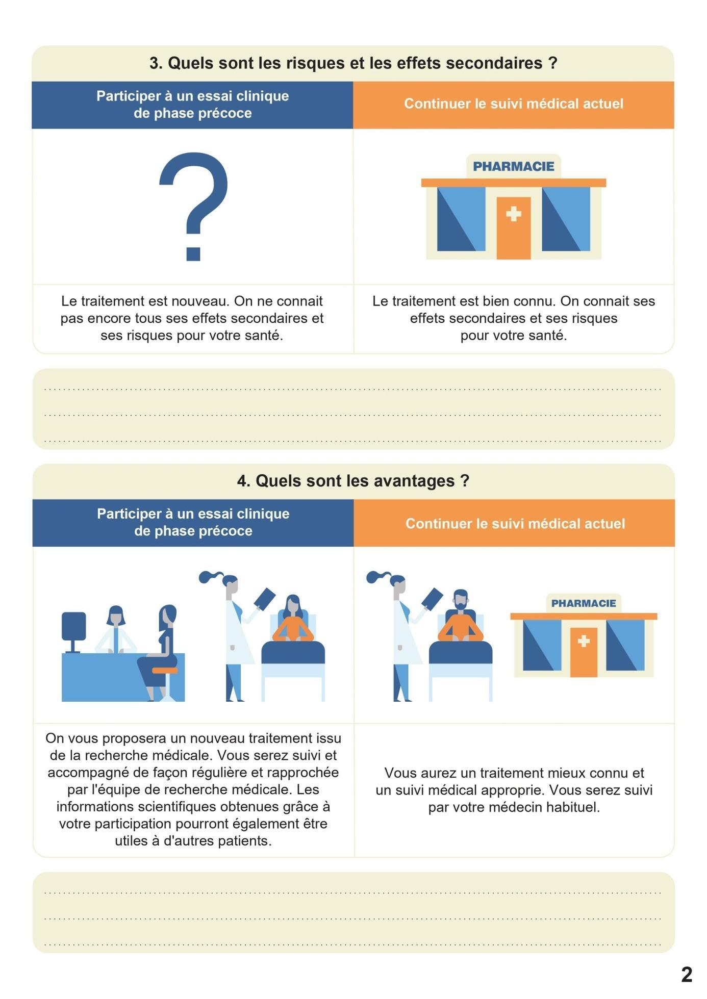 3. Quels sont les risques et les effets secondaires ?
Participer à un essai clinique
de phase précoce
Continuer le suivi médical actuel
PHARMACIE
Le traitement est nouveau. On ne connait
pas encore tous ses effets secondaires et
ses risques pour votre santé.
Le traitement est bien connu. On connait ses
effets secondaires et ses risques
pour votre santé.
4. Quels sont les avantages ?
Participer à un essai clinique
de phase précoce
Continuer le suivi médical actuel
PHARMACIE
On vous proposera un nouveau traitement issu
de la recherche médicale. Vous serez suivi et
accompagné de façon régulière et rapprochée
par l'équipe de recherche médicale. Les
informations scientifiques obtenues grâce à
votre participation pourront également être
utiles à d'autres patients.
Vous aurez un traitement mieux connu et
un suivi médical approprie. Vous serez suivi
par votre médecin habituel.
2